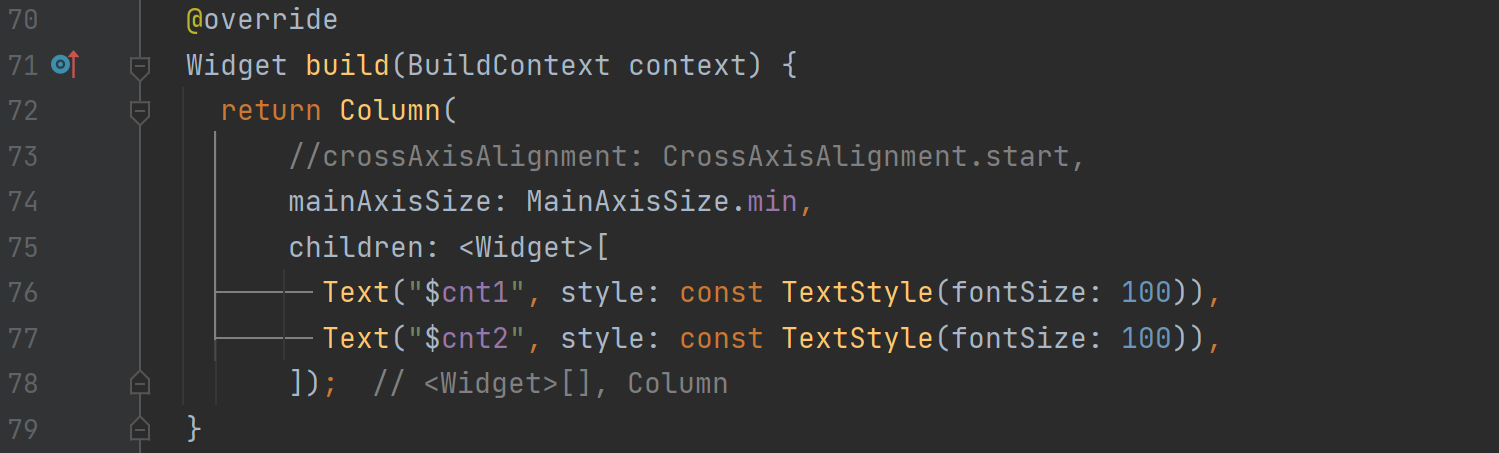 70 @override
71 Widget build(BuildContext context) {
72 return Column(
73 //crossAxisAlignment: CrossAxisAlignment.start,
74 mainAxisSize: MainAxisSize.min,
75 children: <Widget>[
76 Text("$cnt1", style: const TextStyle(fontSize: 100)),
77 Text("$cnt2", style: const TextStyle(fontSize: 100)),
78 ]); // <Widget>[], Column
79 }